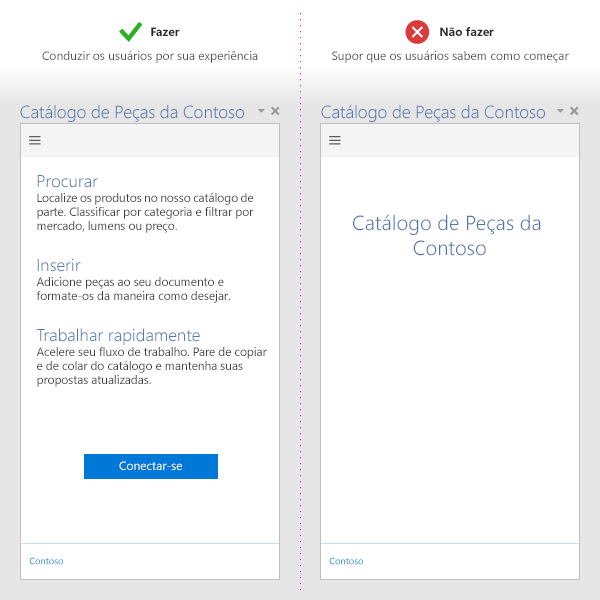 Fazer
Conduzir os usuários por sua experiência
Catálogo de Peças da Contoso
Procurar
Localize os produtos no nosso catálogo de
parte. Classificar por categoria e filtrar por
mercado, lumens ou preço.
Inserir
Adicione peças ao seu documento e
formate-os da maneira como desejar.
Trabalhar rapidamente
Acelere seu fluxo de trabalho. Pare de copiar
e de colar do catálogo e mantenha suas
propostas atualizadas.
Conectar-se
Contoso
Não fazer
Supor que os usuários sabem como começar
Catálogo de Peças da Contoso
Catálogo de Peças da
Contoso
Contoso